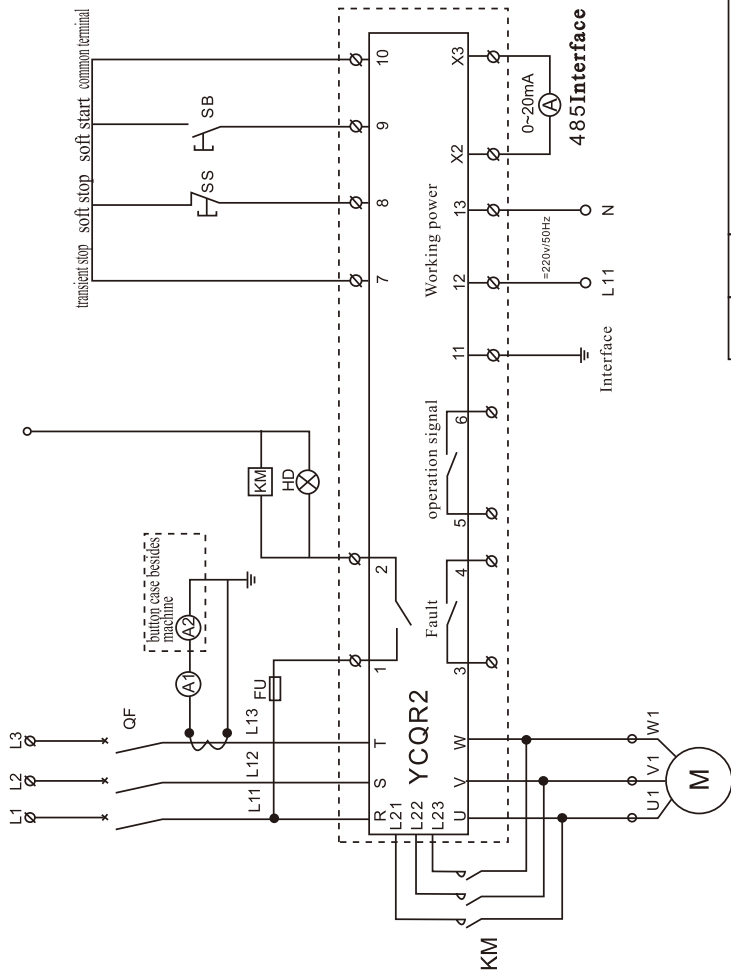 transient stop
soft stop
soft start
common terminal
SS
SB
7
8
9
10
KM
HD
button case besides
machine
A1
A2
QF
L1
L2
L3
L11
L12
L13
FU
1
2
R
S
T
YCQR2
L21
L22
L23
U
V
W
Fault
3
4
operation signal
5
6
11
12
13
Working power
X2
X3
Interface
L11
N
=220v/50Hz
0~20mA
A
485Interface
KM
U1
V1
W1
M